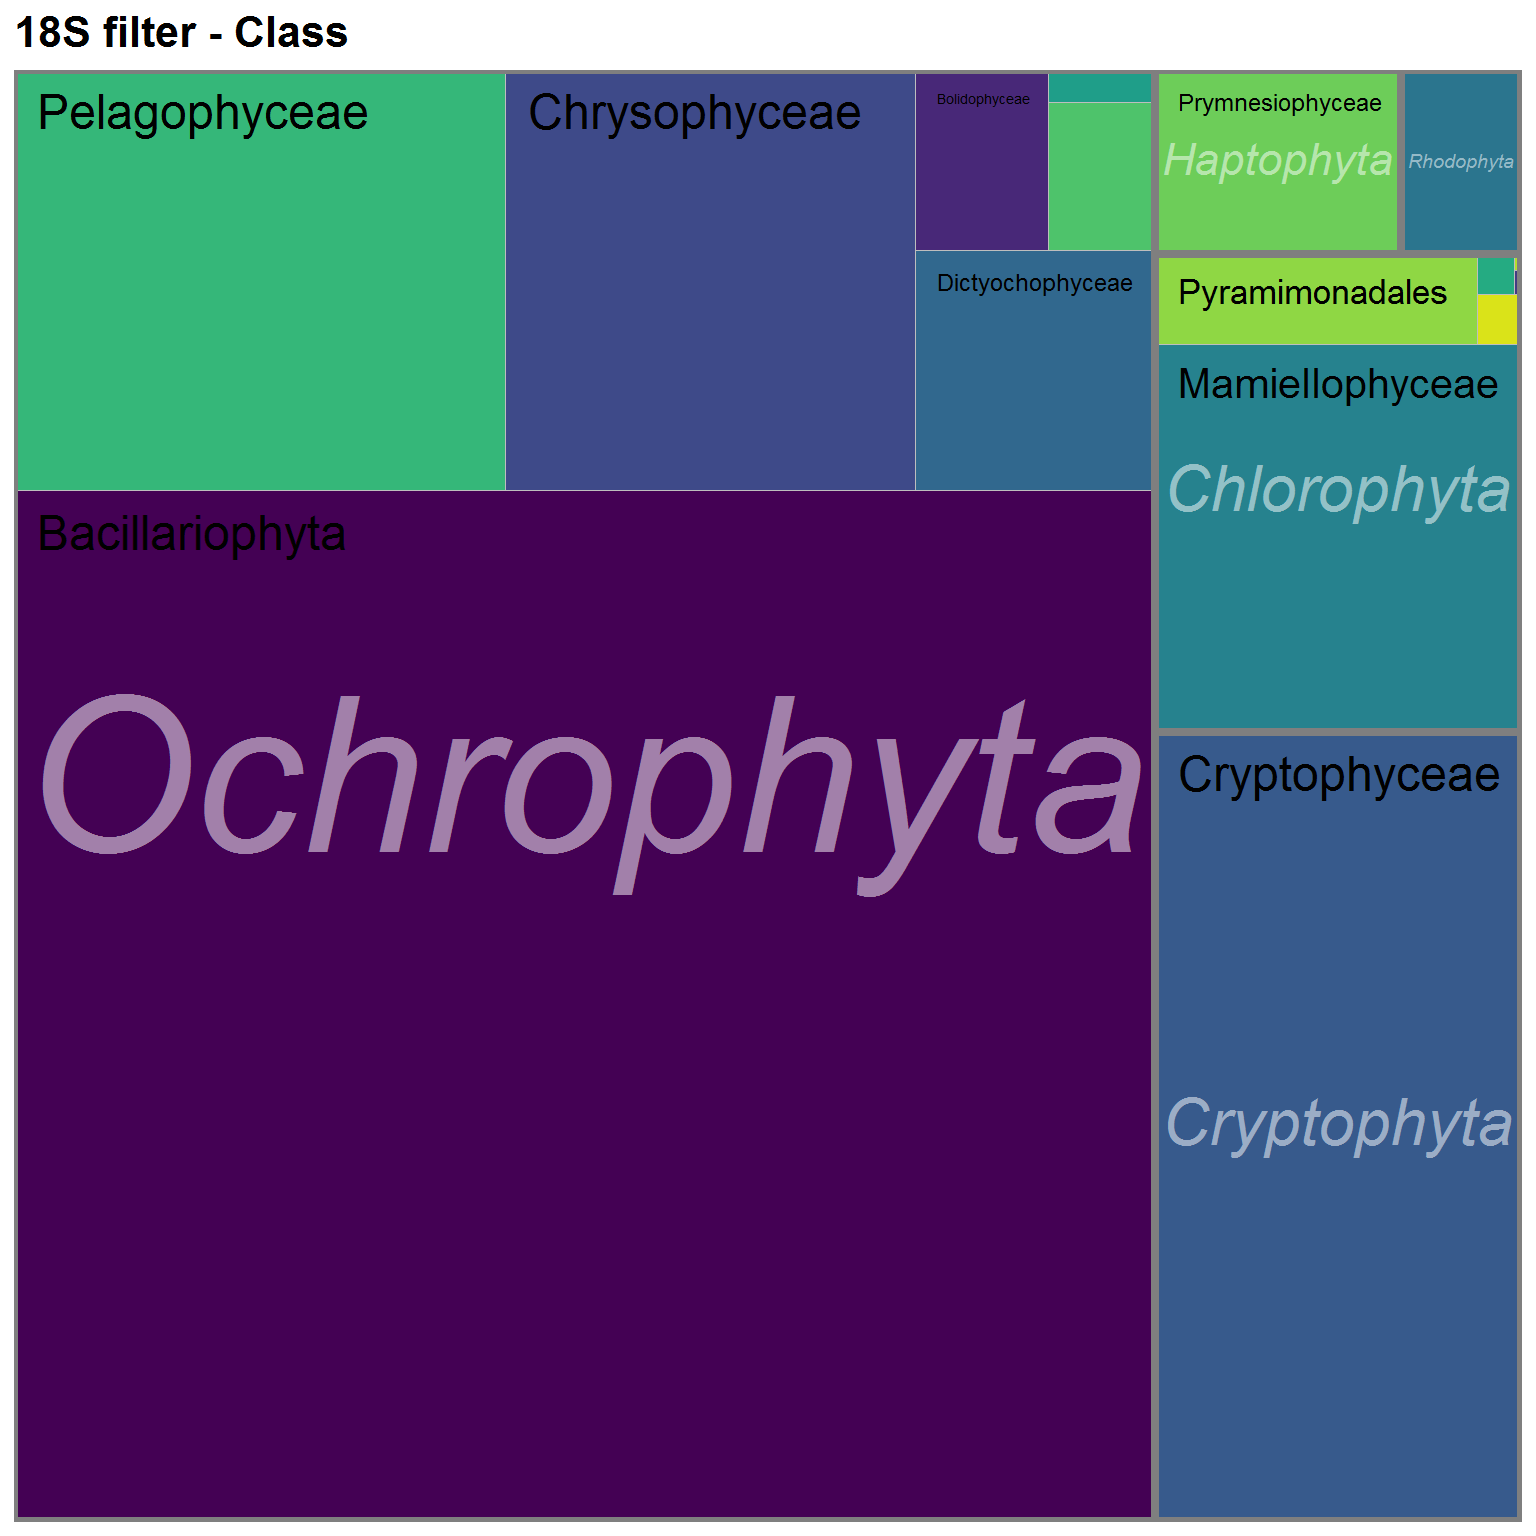 18S filter - Class
Pelagophyceae
Chrysophyceae
Bolidophyceae
Prymnesiophyceae
Haptophyta
Rhodophyta
Dictyochophyceae
Pyramimonadales
Mamiellophyceae
Chlorophyta
Bacillariophyta
Ochrophyta
Cryptophyceae
Cryptophyta